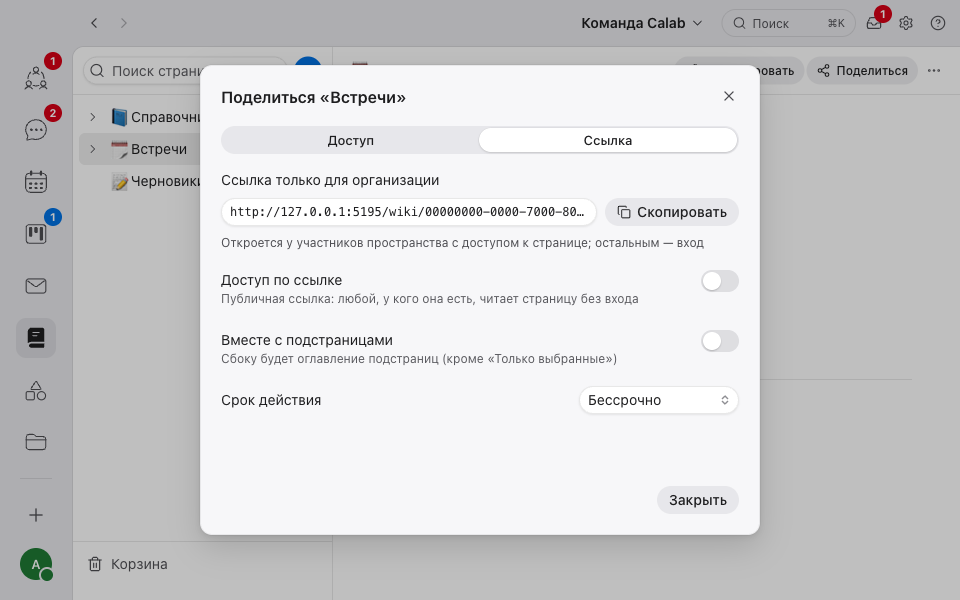 Команда Calab
Поиск
⌘K
1
1
2
1
Поиск
Поделиться
Встречи
Корзина
A
Поделиться «Встречи»
Доступ
Ссылка
Ссылка только для организации
http://127.0.0.1:5195/wiki/00000000-0000-7000-80…
Скопировать
Откроется у участников пространства с доступом к странице; остальным — вход
Доступ по ссылке
Публичная ссылка: любой, у кого она есть, читает страницу без входа
Вместе с подстраницами
Сбоку будет оглавление подстраниц (кроме «Только выбранные»)
Срок действия
Бессрочно
Закрыть